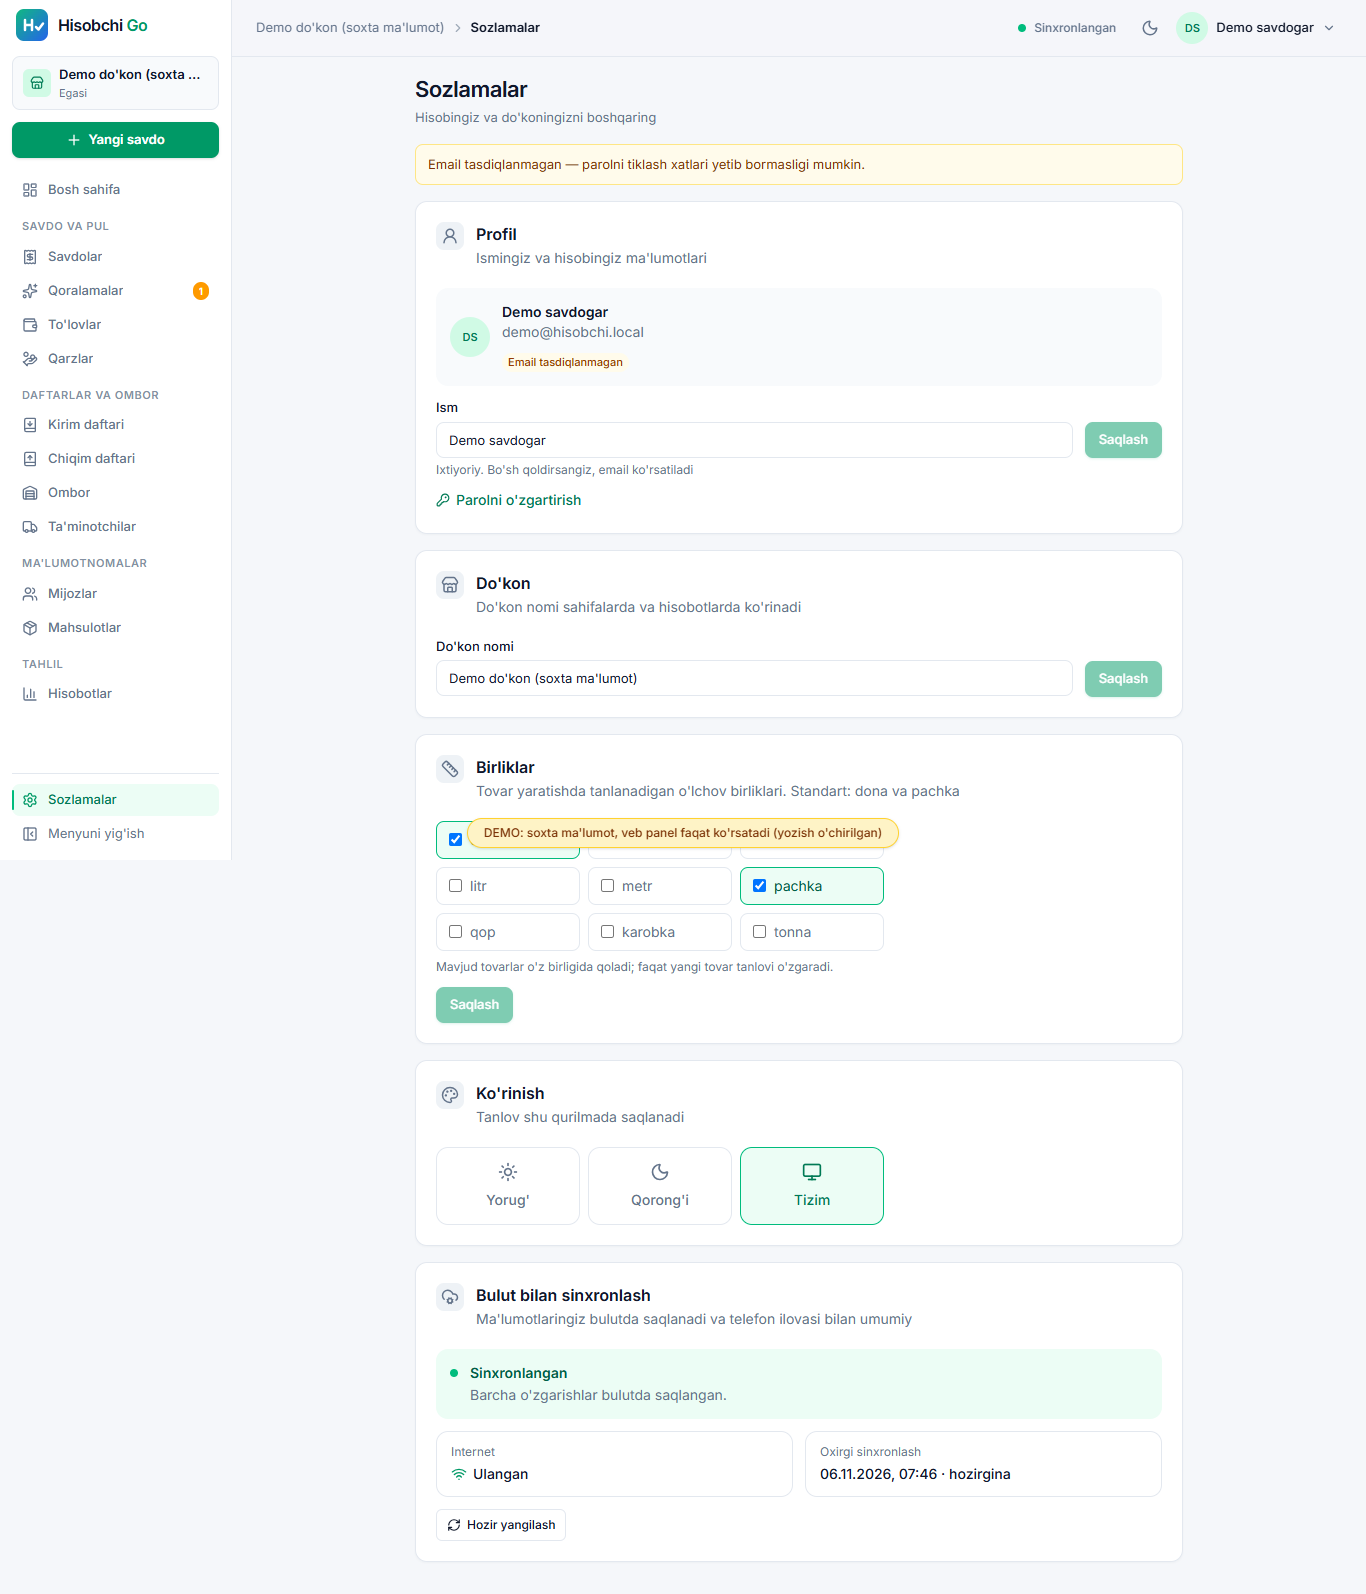 Hisobchi Go
Demo do'kon (soxta ...
Egasi
Yangi savdo
Bosh sahifa
SAVDO VA PUL
Savdolar
Qoralamalar
1
To'lovlar
Qarzlar
DAFTARLAR VA OMBOR
Kirim daftari
Chiqim daftari
Ombor
Ta'minotchilar
MA'LUMOTNOMALAR
Mijozlar
Mahsulotlar
TAHLIL
Hisobotlar
Sozlamalar
Menyuni yig'ish
Demo do'kon (soxta ma'lumot) > Sozlamalar
Sinxronlangan
DS
Demo savdogar
Sozlamalar
Hisobingiz va do'koningizni boshqaring
Email tasdiqlanmagan — parolni tiklash xatlari yetib bormasligi mumkin.
Profil
Ismingiz va hisobingiz ma'lumotlari
DS
Demo savdogar
demo@hisobchi.local
Email tasdiqlanmagan
Ism
Demo savdogar
Saqlash
Ixtiyoriy. Bo'sh qoldirsangiz, email ko'rsatiladi
Parolni o'zgartirish
Do'kon
Do'kon nomi sahifalarda va hisobotlarda ko'rinadi
Do'kon nomi
Demo do'kon (soxta ma'lumot)
Saqlash
Birliklar
Tovar yaratishda tanlanadigan o'lchov birliklari. Standart: dona va pachka
DEMO: soxta ma'lumot, veb panel faqat ko'rsatadi (yozish o'chirilgan)
litr
metr
pachka
qop
karobka
tonna
Mavjud tovarlar o'z birligida qoladi; faqat yangi tovar tanlovi o'zgaradi.
Saqlash
Ko'rinish
Tanlov shu qurilmada saqlanadi
Yorug'
Qorong'i
Tizim
Bulut bilan sinxronlash
Ma'lumotlaringiz bulutda saqlanadi va telefon ilovasi bilan umumiy
Sinxronlangan
Barcha o'zgarishlar bulutda saqlangan.
Internet
Ulangan
Oxirgi sinxronlash
06.11.2026, 07:46 · hozirgina
Hozir yangilash